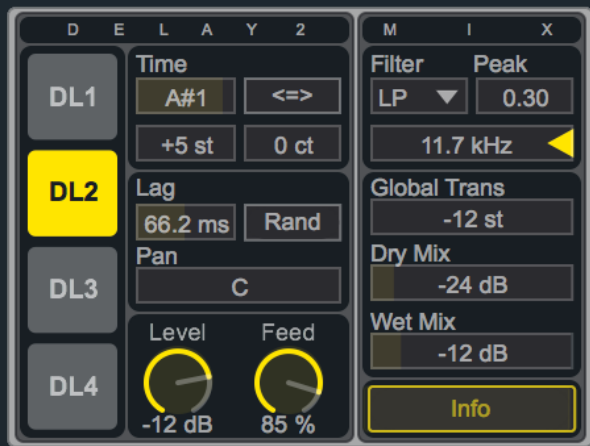 D E L A Y 2
DL1
DL2
DL3
DL4
Time
A#1 <=>
+5 st 0 ct
Lag
66.2 ms Rand
Pan
C
Level Feed
-12 dB 85 %
M I X
Filter Peak
LP 0.30
11.7 kHz
Global Trans
-12 st
Dry Mix
-24 dB
Wet Mix
-12 dB
Info